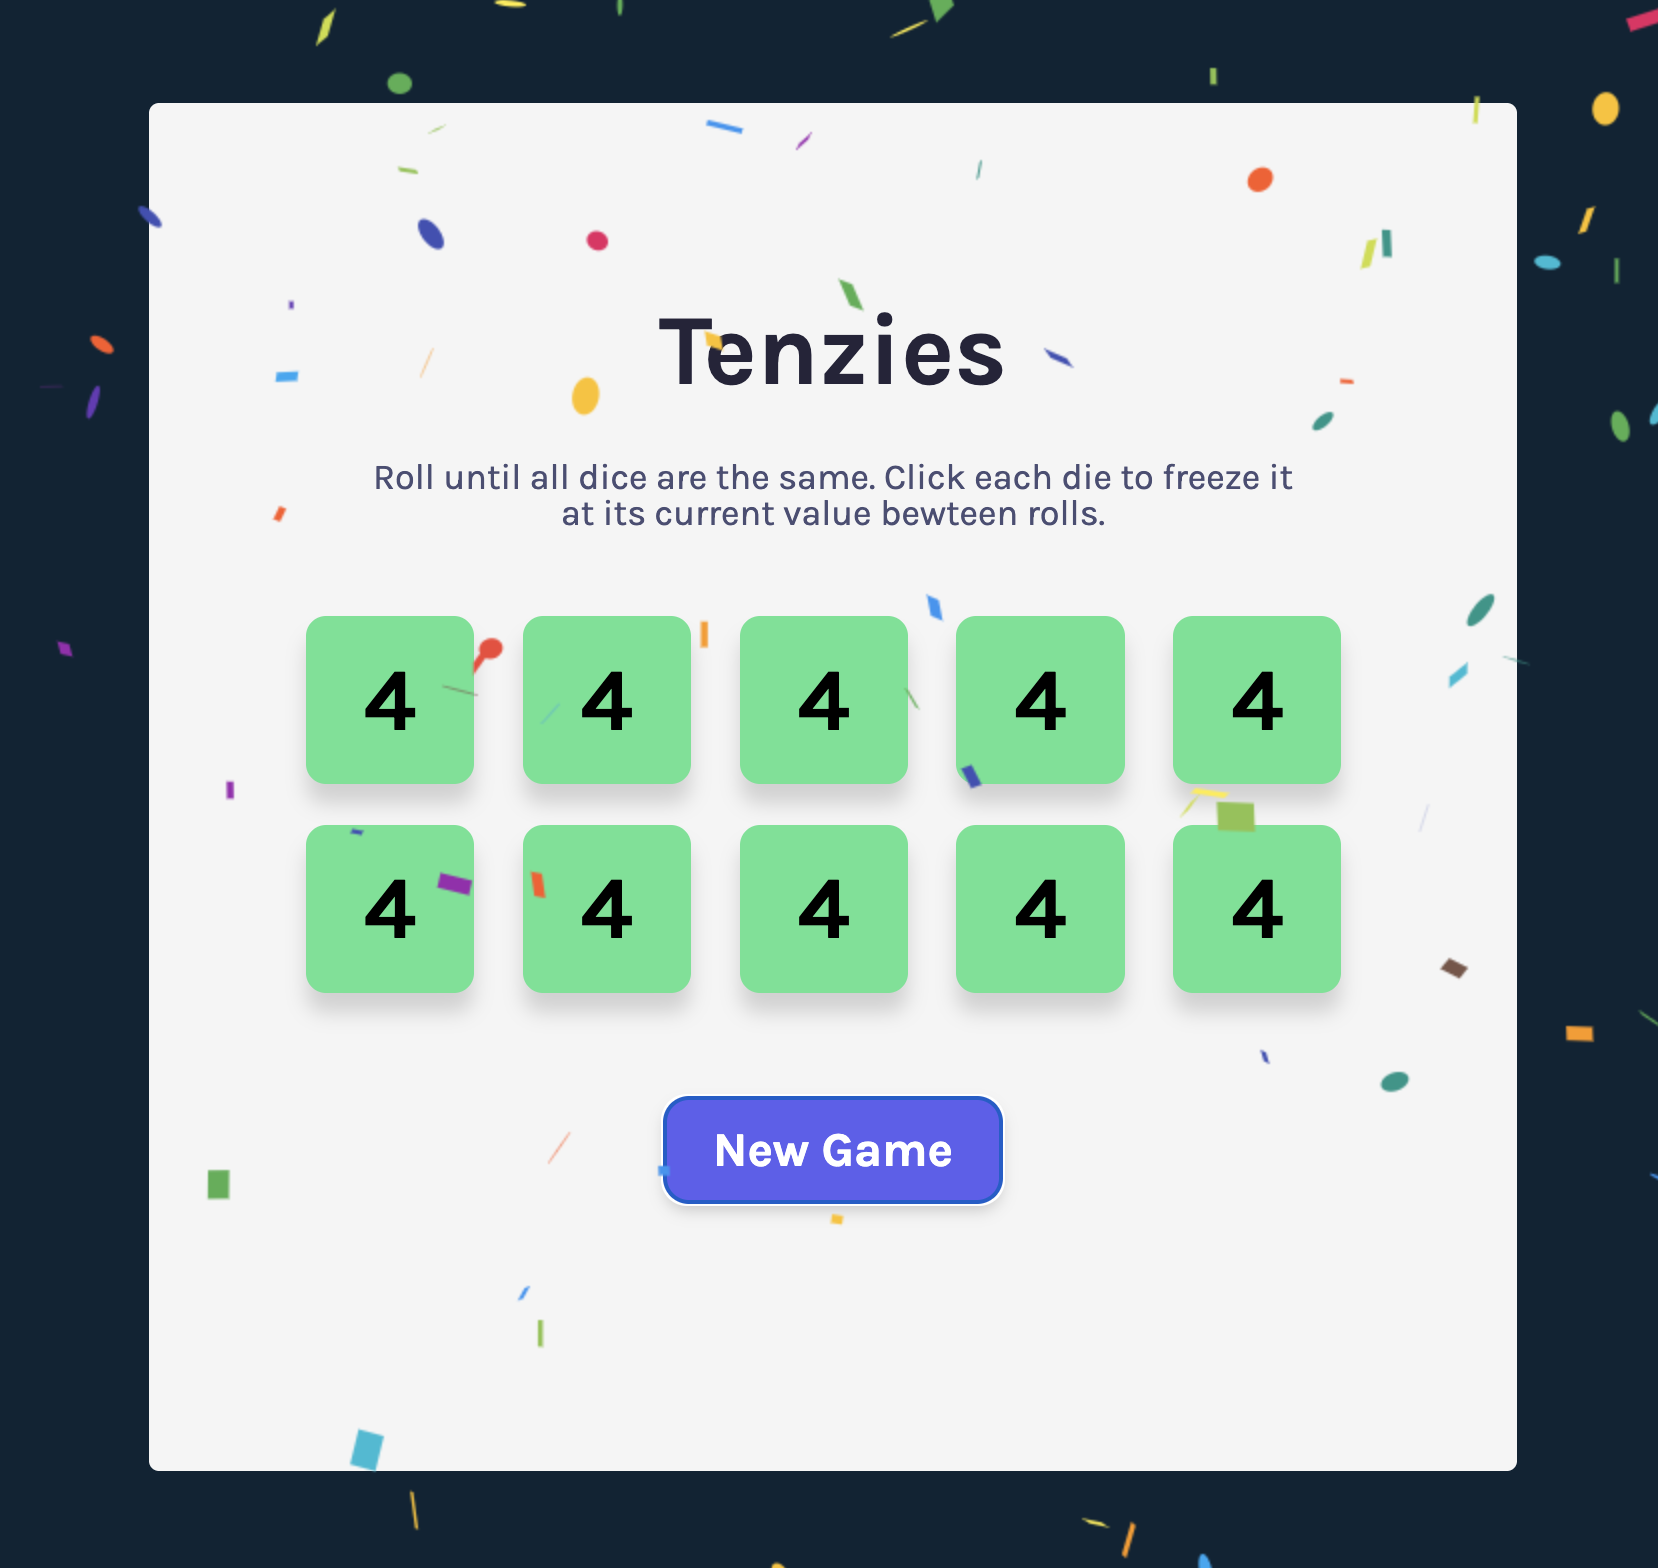 Tenzies
Roll until all dice are the same. Click each die to freeze it
at its current value bewteen rolls.
4 4 4 4 4
4 4 4 4 4
New Game